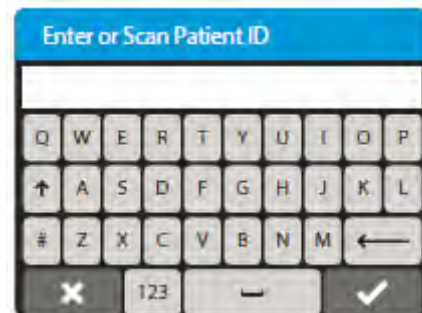 Enter or Scan Patient ID
Q W E R T Y U I O P
A S D F G H J K L
# Z X C V B N M
123